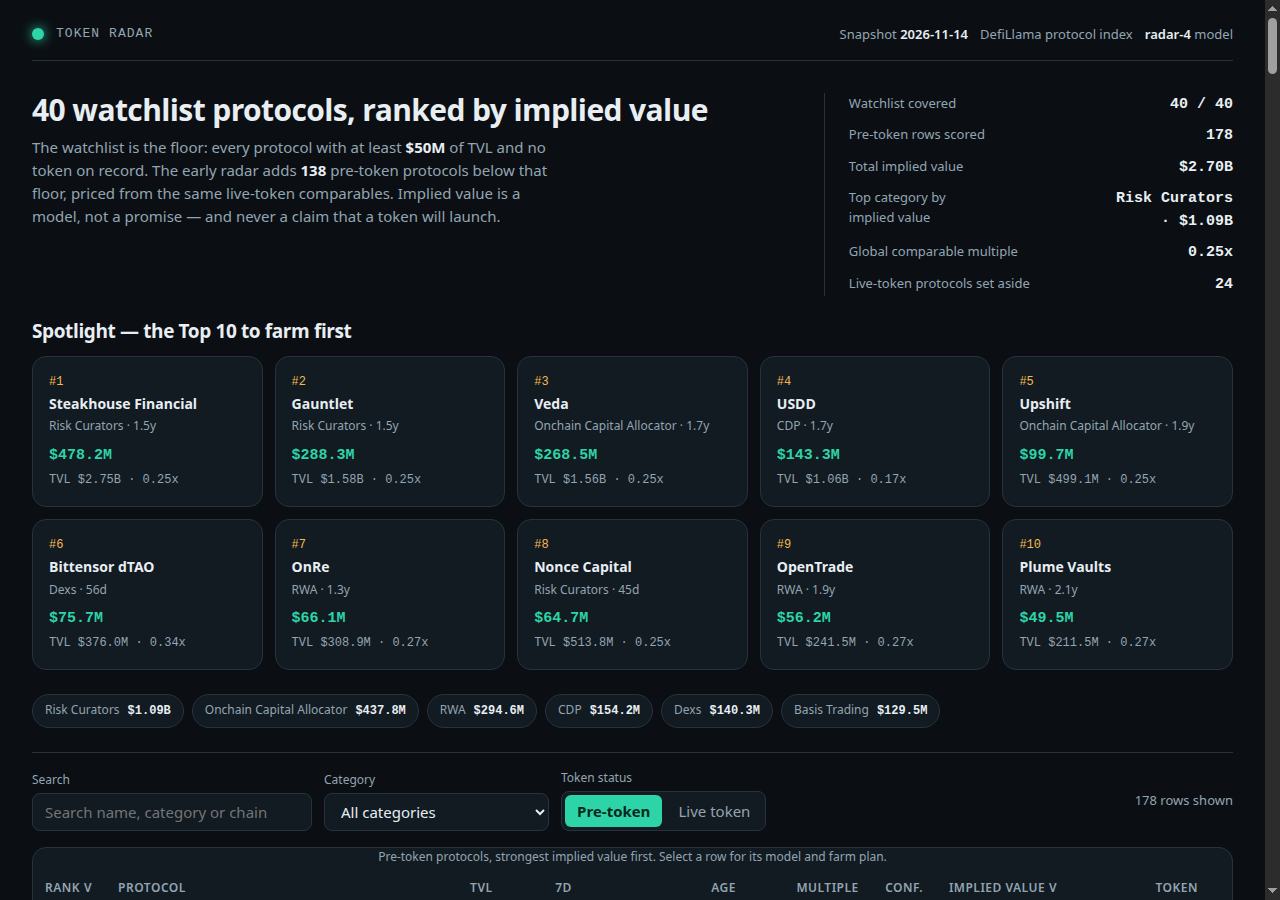 TOKEN RADAR
Snapshot 2026-11-14 DefiLlama protocol index radar-4 model
40 watchlist protocols, ranked by implied value
The watchlist is the floor: every protocol with at least $50M of TVL and no
token on record. The early radar adds 138 pre-token protocols below that
floor, priced from the same live-token comparables. Implied value is a
model, not a promise — and never a claim that a token will launch.
Watchlist covered 40 / 40
Pre-token rows scored 178
Total implied value $2.70B
Top category by
implied value
Risk Curators
· $1.09B
Global comparable multiple 0.25x
Live-token protocols set aside 24
Spotlight — the Top 10 to farm first
#1
Steakhouse Financial
Risk Curators · 1.5y
$478.2M
TVL $2.75B · 0.25x
#2
Gauntlet
Risk Curators · 1.5y
$288.3M
TVL $1.58B · 0.25x
#3
Veda
Onchain Capital Allocator · 1.7y
$268.5M
TVL $1.56B · 0.25x
#4
USDD
CDP · 1.7y
$143.3M
TVL $1.06B · 0.17x
#5
Upshift
Onchain Capital Allocator · 1.9y
$99.7M
TVL $499.1M · 0.25x
#6
Bittensor dTAO
Dexs · 56d
$75.7M
TVL $376.0M · 0.34x
#7
OnRe
RWA · 1.3y
$66.1M
TVL $308.9M · 0.27x
#8
Nonce Capital
Risk Curators · 45d
$64.7M
TVL $513.8M · 0.25x
#9
OpenTrade
RWA · 1.9y
$56.2M
TVL $241.5M · 0.27x
#10
Plume Vaults
RWA · 2.1y
$49.5M
TVL $211.5M · 0.27x
Risk Curators $1.09B Onchain Capital Allocator $437.8M RWA $294.6M CDP $154.2M Dexs $140.3M Basis Trading $129.5M
Search
Search name, category or chain
Category
All categories
Token status
Pre-token Live token
178 rows shown
Pre-token protocols, strongest implied value first. Select a row for its model and farm plan.
RANK V PROTOCOL TVL 7D AGE MULTIPLE CONF. IMPLIED VALUE V TOKEN